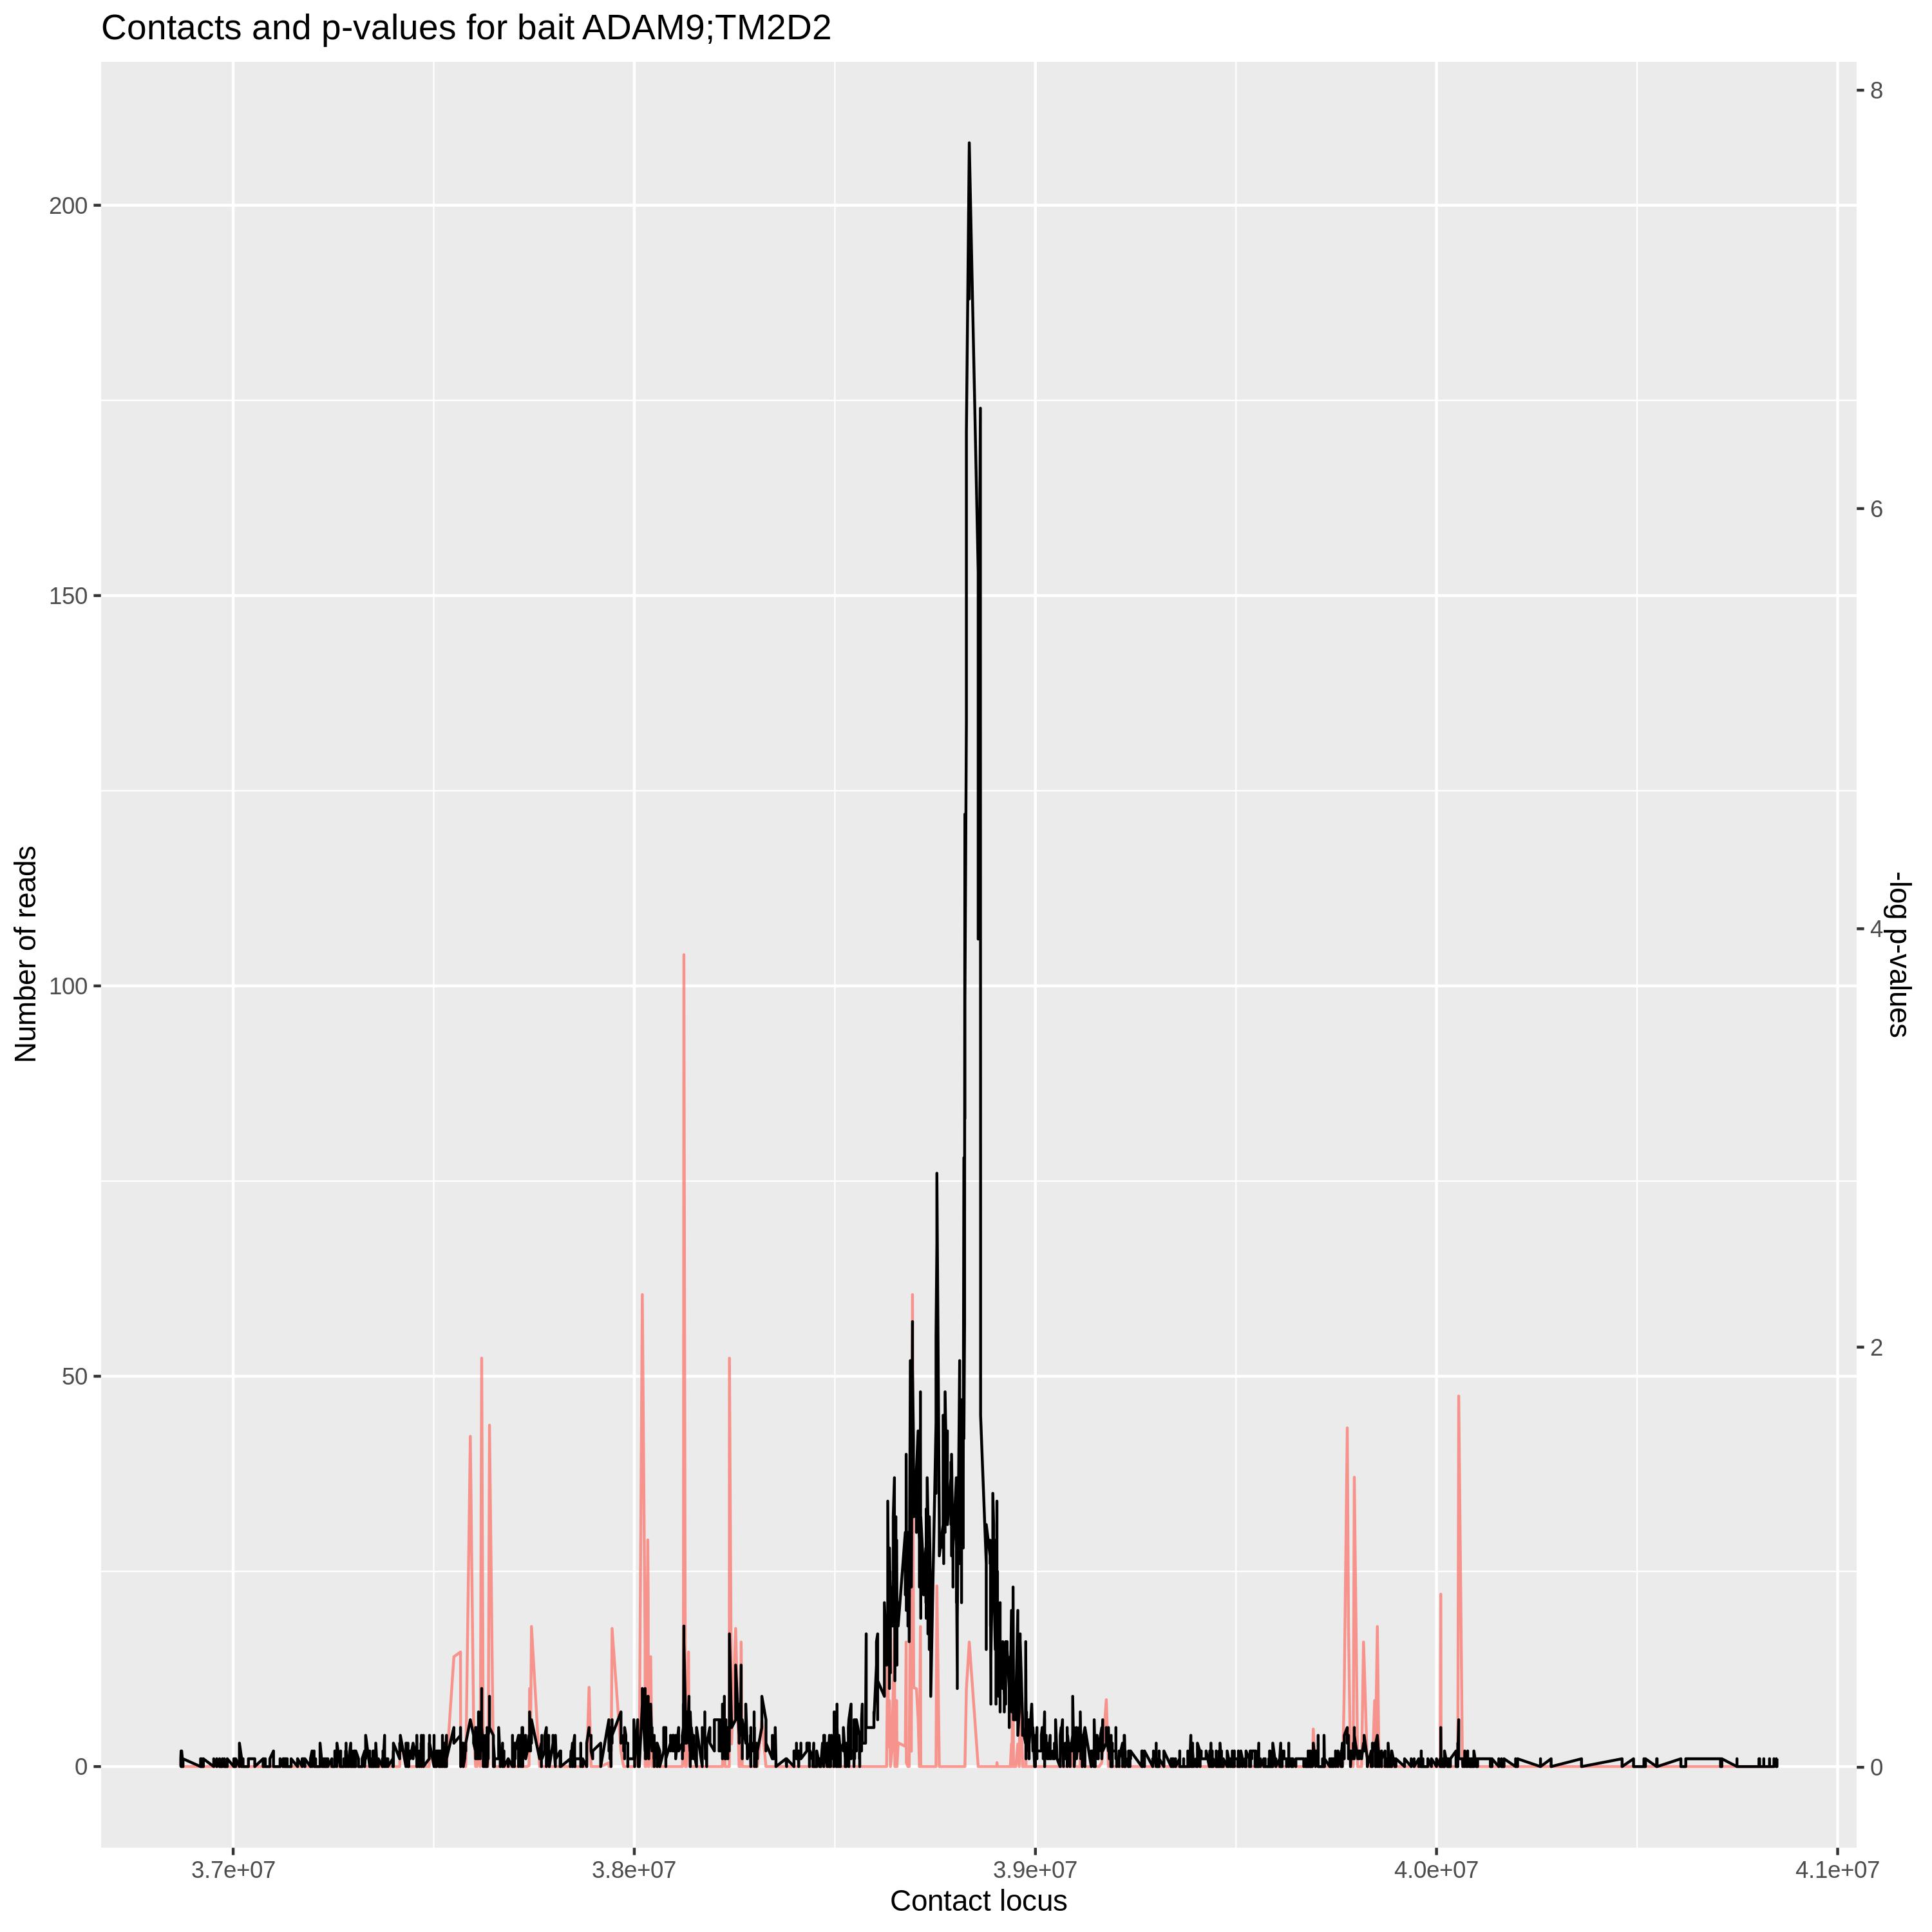 Contacts and p-values for bait ADAM9;TM2D2
Number of reads
200
150
100
50
0
8
6
4
2
0
-log p-values
3.7e+07
3.8e+07
3.9e+07
4.0e+07
4.1e+07
Contact locus